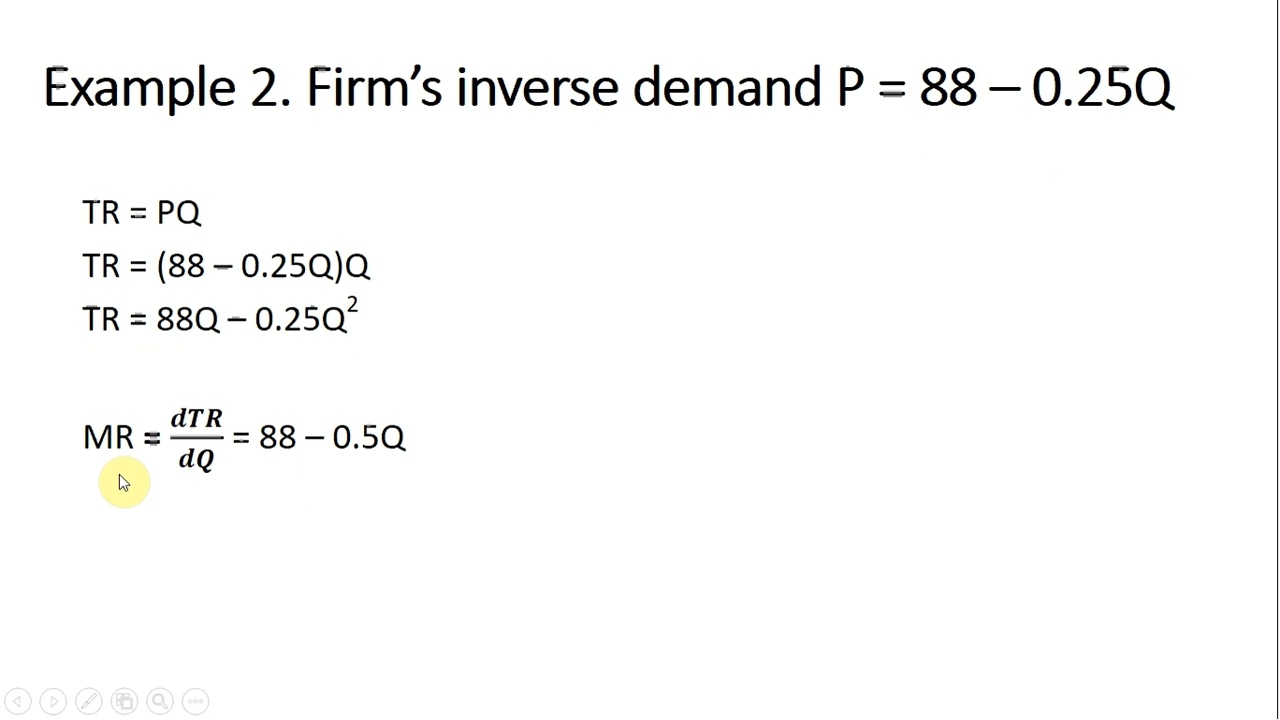 Example 2. Firm’s inverse demand P = 88 – 0.25Q
TR = PQ
TR = (88 – 0.25Q)Q
TR = 88Q – 0.25Q²
MR = dTR/dQ = 88 – 0.5Q